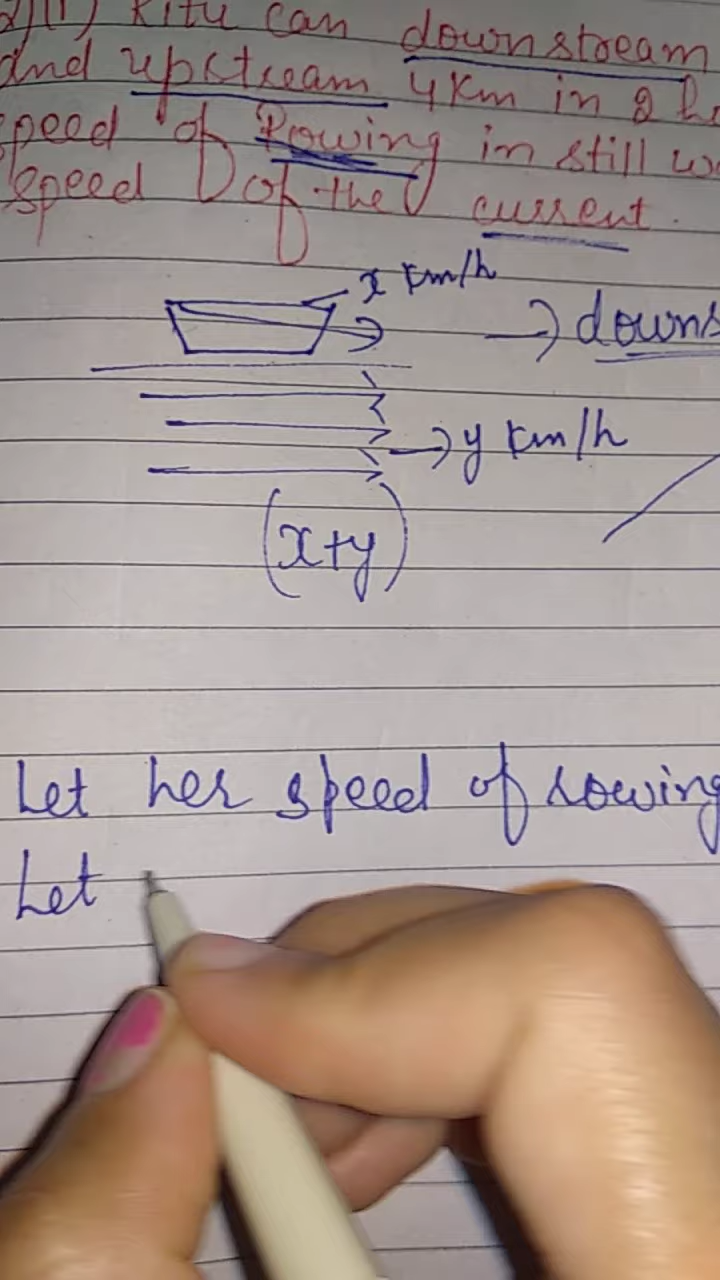 2)(i) Ritu can downstream
and upstream 4 km in 2 h
speed of Rowing in still w
speed of the current.
x km/h
→ downs
→ y km/h
(x+y)
Let her speed of rowing
Let